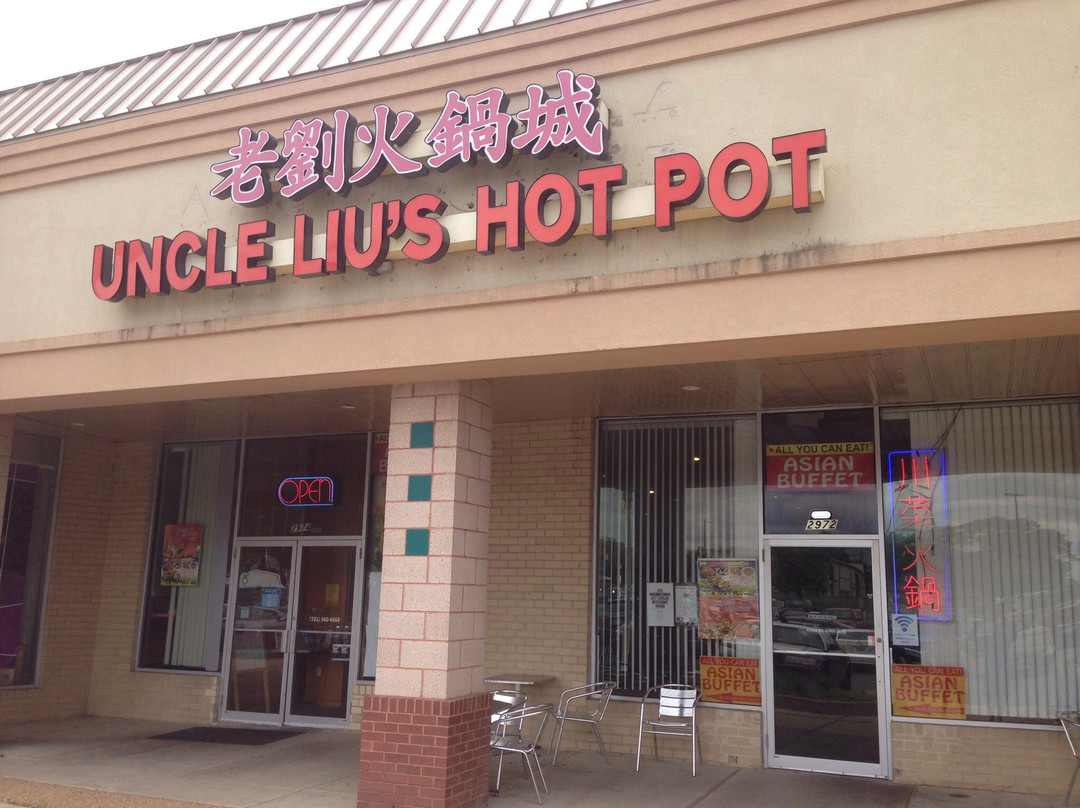 老劉火鍋城
UNCLE LIU'S HOT POT
OPEN
2974
ALL YOU CAN EAT!
ASIAN
BUFFET
2972
川菜火鍋
ALL YOU CAN EAT!
ASIAN
BUFFET
ALL YOU CAN EAT!
ASIAN
BUFFET